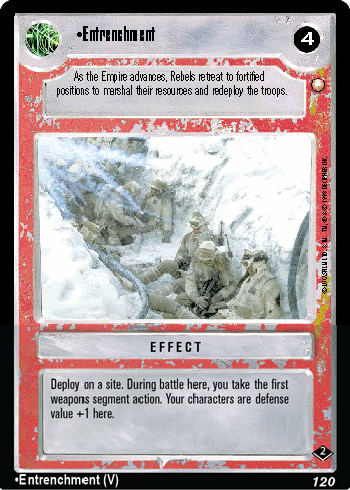 •Entrenchment
4
As the Empire advances, Rebels retreat to fortified
positions to marshal their resources and redeploy the troops.
EFFECT
Deploy on a site. During battle here, you take the first
weapons segment action. Your characters are defense
value +1 here.
2
•Entrenchment (V)
120